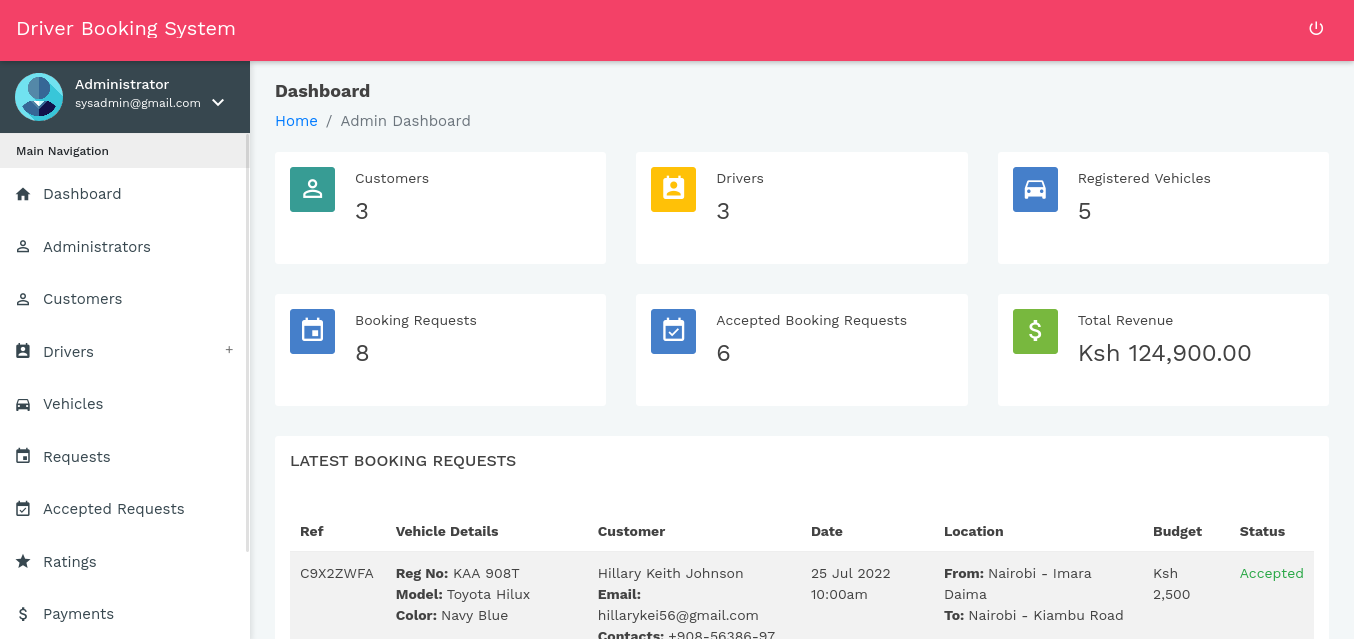 Driver Booking System
Administrator
sysadmin@gmail.com
Main Navigation
Dashboard
Administrators
Customers
Drivers +
Vehicles
Requests
Accepted Requests
Ratings
Payments
Dashboard
Home / Admin Dashboard
Customers
3
Drivers
3
Registered Vehicles
5
Booking Requests
8
Accepted Booking Requests
6
Total Revenue
Ksh 124,900.00
LATEST BOOKING REQUESTS
Ref Vehicle Details Customer Date Location Budget Status
C9X2ZWFA
Reg No: KAA 908T
Model: Toyota Hilux
Color: Navy Blue
Hillary Keith Johnson
Email:
hillarykei56@gmail.com
Contacts: +908-56386-97
25 Jul 2022
10:00am
From: Nairobi - Imara
Daima
To: Nairobi - Kiambu Road
Ksh
2,500
Accepted